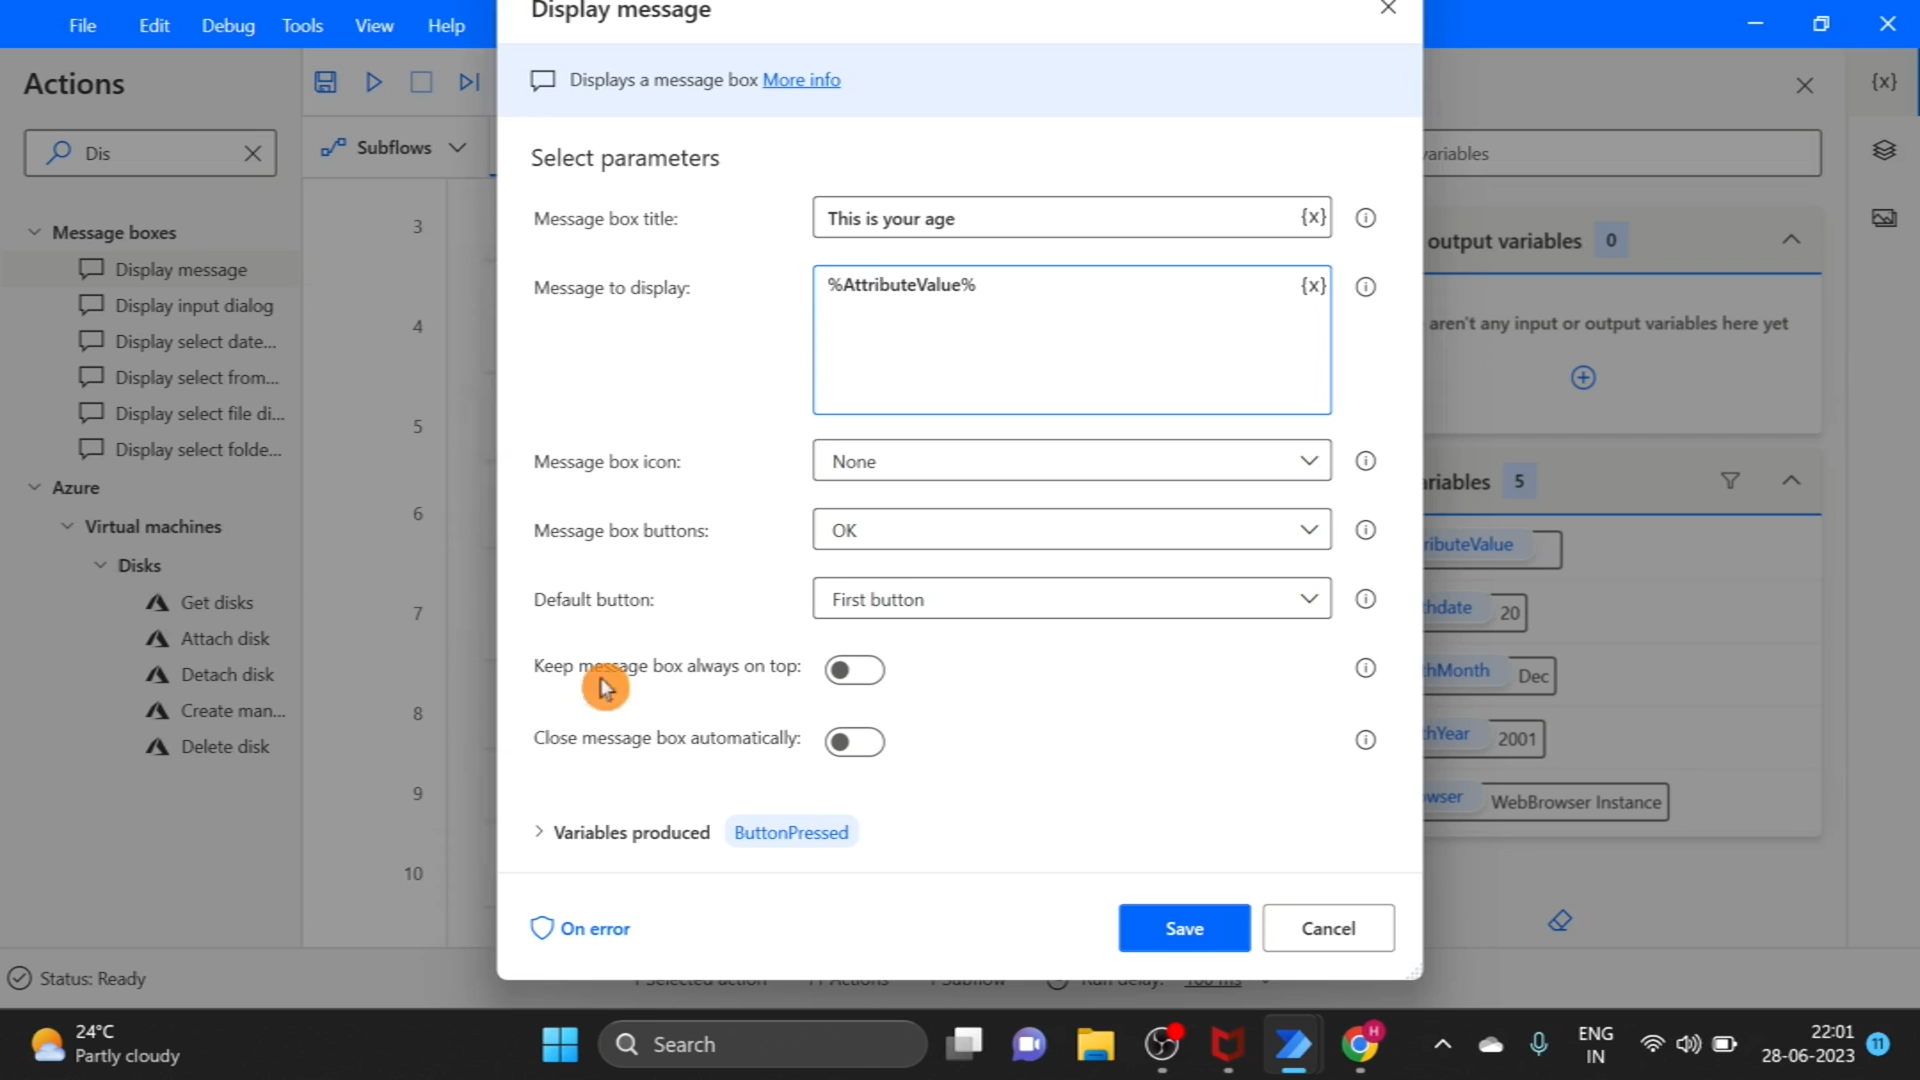 File Edit Debug Tools View Help
Display message
Actions
Displays a message box More info
Dis
Subflows
Select parameters
Message box title:
This is your age
{x}
Message to display:
%AttributeValue%
{x}
Message box icon:
None
Message box buttons:
OK
Default button:
First button
Keep message box always on top:
Close message box automatically:
Variables produced ButtonPressed
On error
Save
Cancel
Message boxes
Display message
Display input dialog
Display select date...
Display select from...
Display select file di...
Display select folde...
Azure
Virtual machines
Disks
Get disks
Attach disk
Detach disk
Create man...
Delete disk
3
4
5
6
7
8
9
10
{x}
variables
output variables 0
aren't any input or output variables here yet
riables 5
ributeValue
hdate 20
hMonth Dec
hYear 2001
wser WebBrowser Instance
Status: Ready
24°C
Partly cloudy
Search
H
ENG
IN
22:01
28-06-2023
11